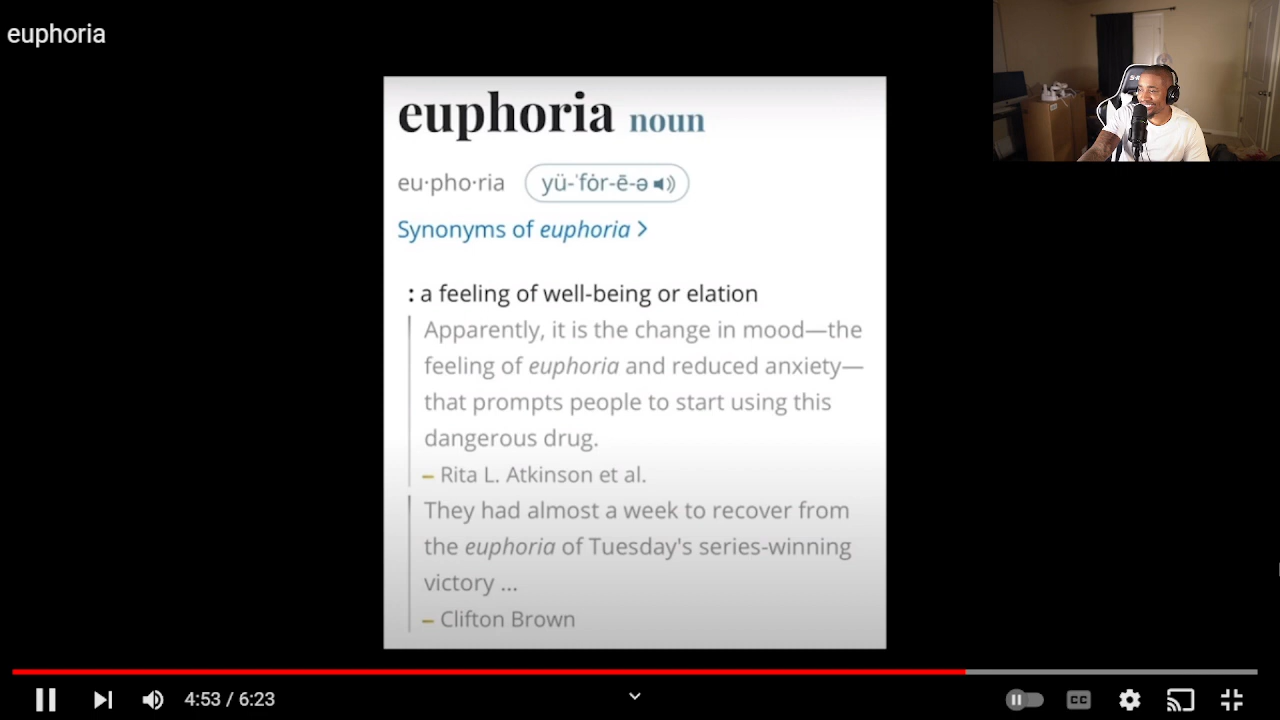 euphoria
euphoria noun
eu·pho·ria yü-ˈfȯr-ē-ə
Synonyms of euphoria >
: a feeling of well-being or elation
Apparently, it is the change in mood—the
feeling of euphoria and reduced anxiety—
that prompts people to start using this
dangerous drug.
– Rita L. Atkinson et al.
They had almost a week to recover from
the euphoria of Tuesday's series-winning
victory ...
– Clifton Brown
4:53 / 6:23
CC